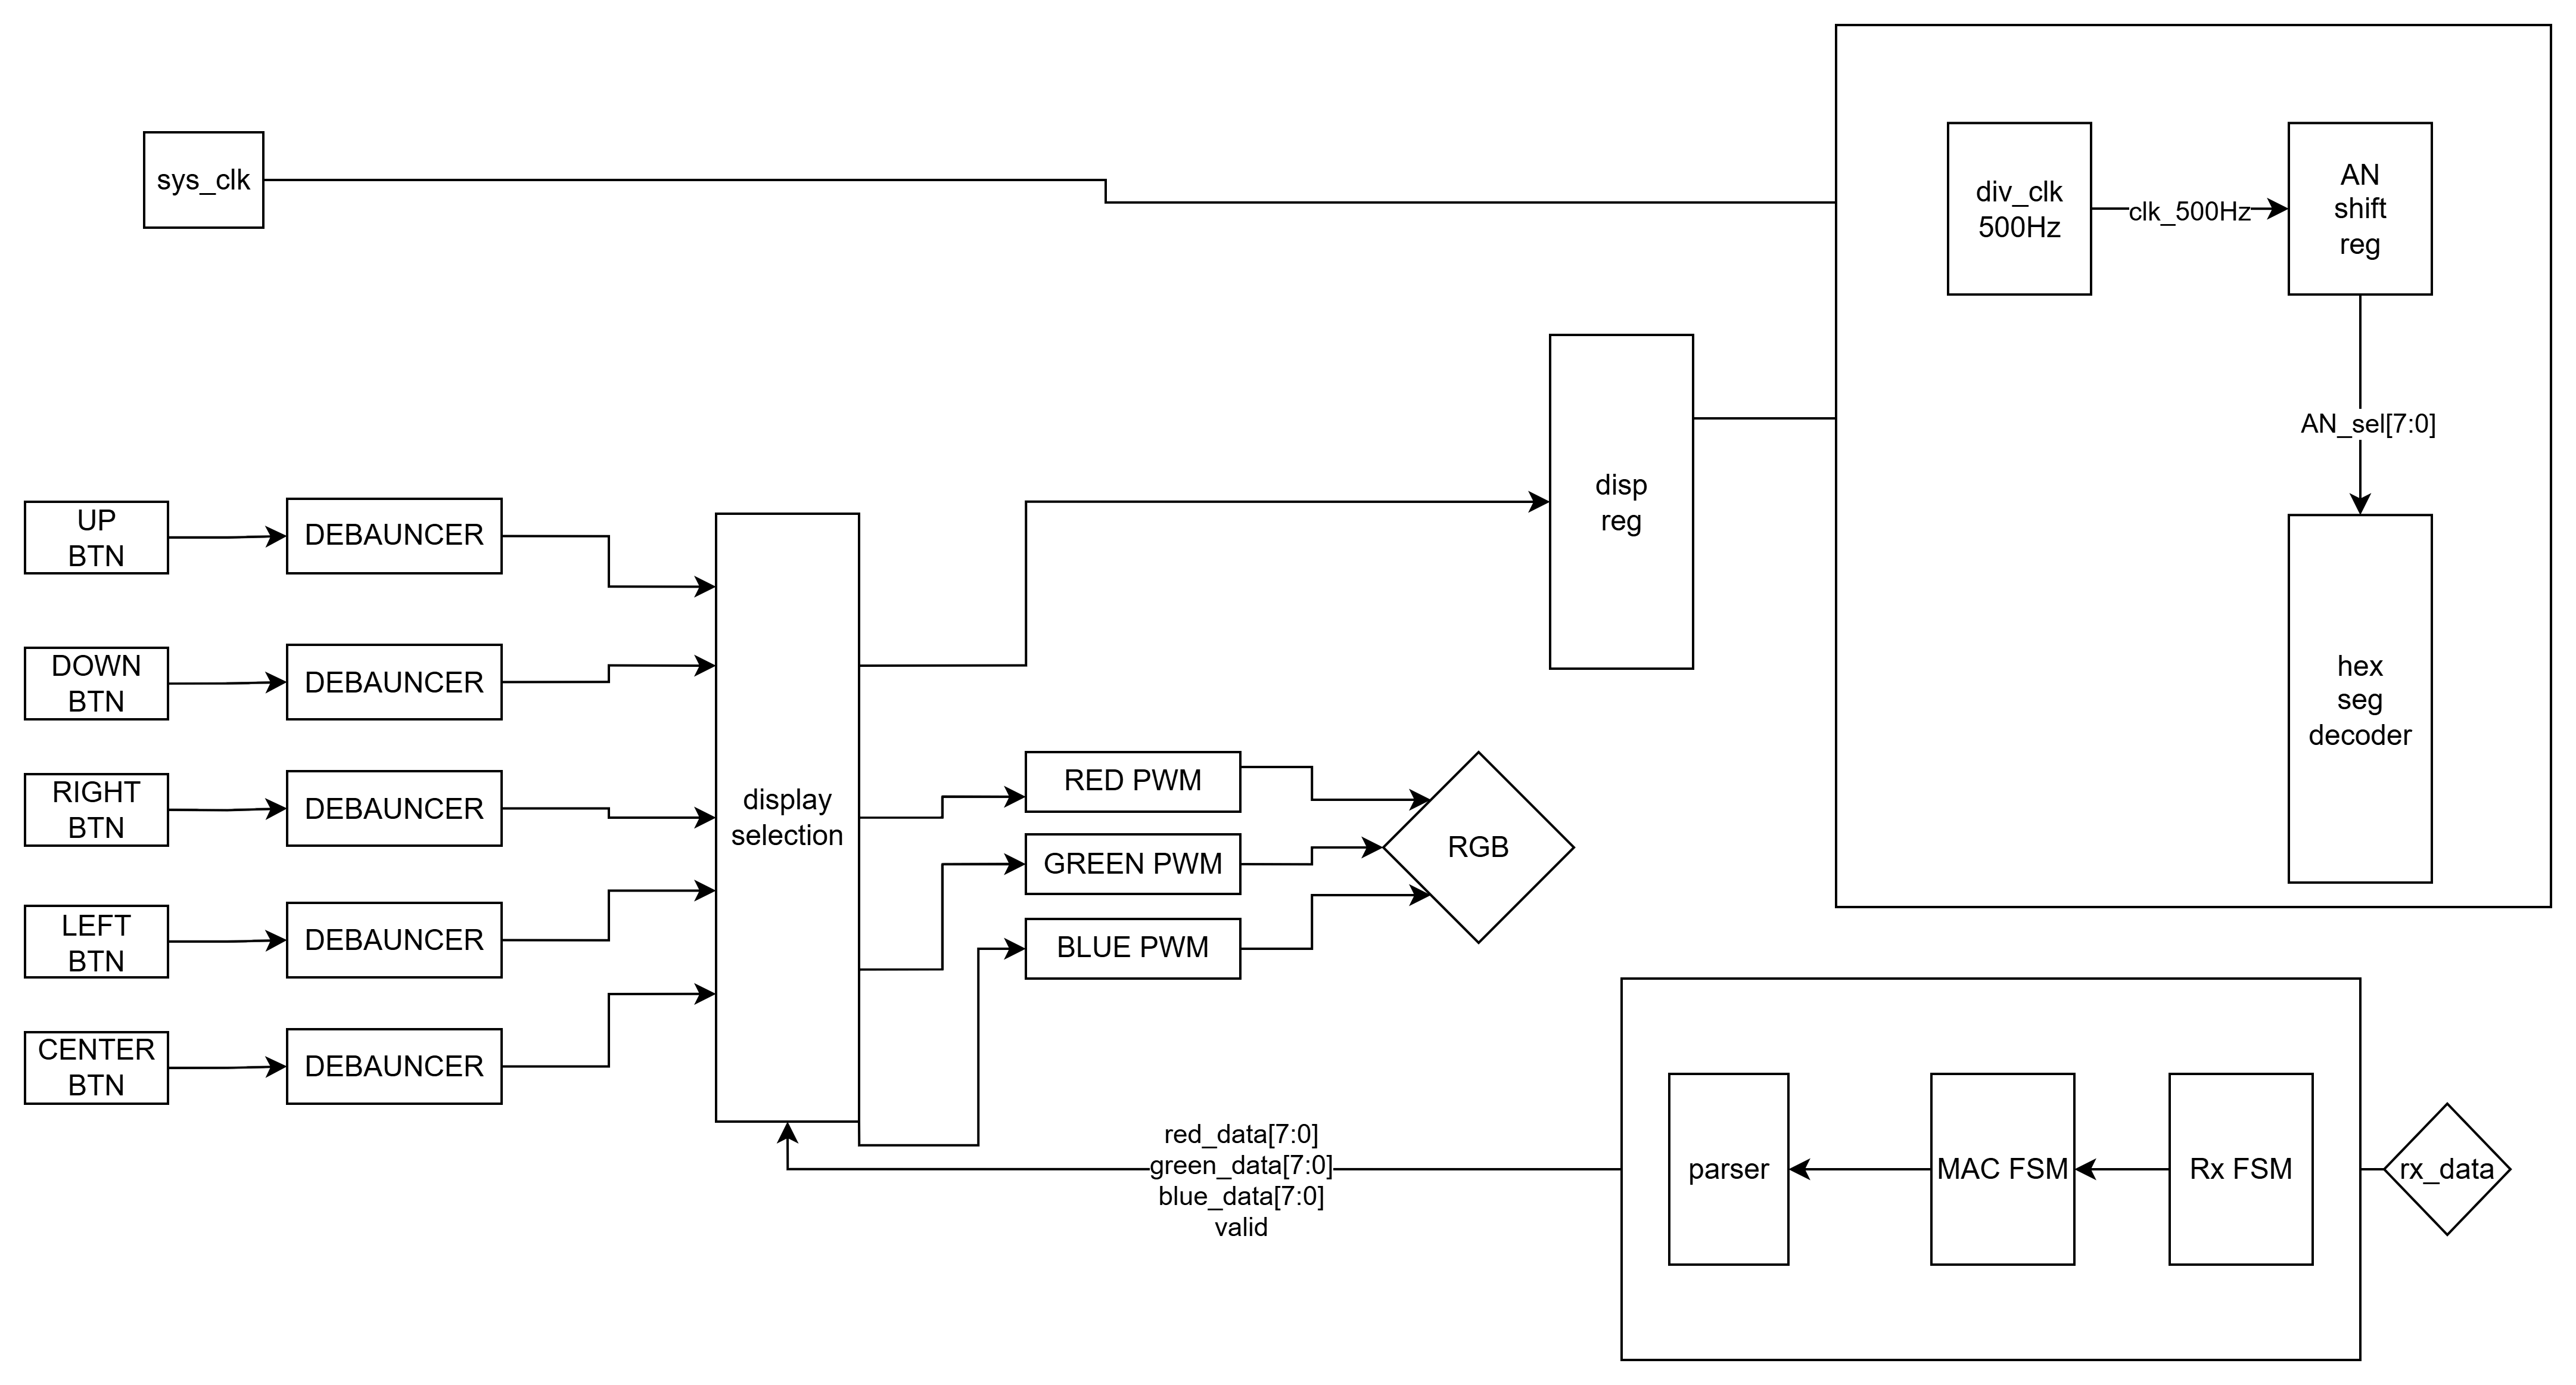 sys_clk
div_clk
500Hz
clk_500Hz
AN
shift
reg
AN_sel[7:0]
hex
seg
decoder
disp
reg
UP
BTN
DEBAUNCER
DOWN
BTN
DEBAUNCER
RIGHT
BTN
DEBAUNCER
LEFT
BTN
DEBAUNCER
CENTER
BTN
DEBAUNCER
display
selection
RED PWM
GREEN PWM
BLUE PWM
RGB
red_data[7:0]
green_data[7:0]
blue_data[7:0]
valid
parser
MAC FSM
Rx FSM
rx_data